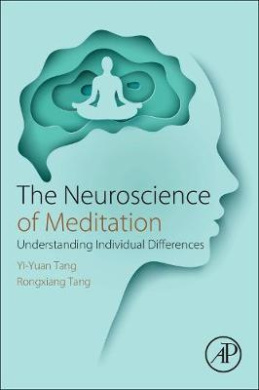 The Neuroscience
of Meditation
Understanding Individual Differences
Yi-Yuan Tang
Rongxiang Tang
AP